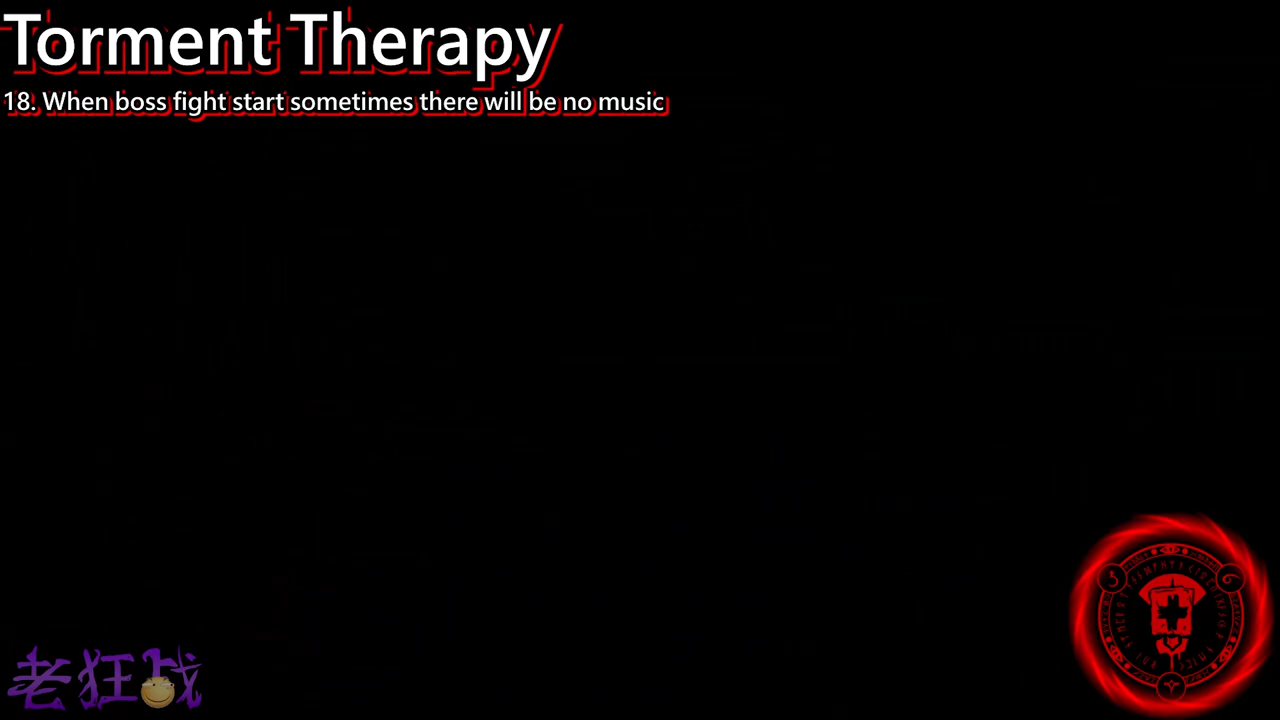 Torment Therapy
18. When boss fight start sometimes there will be no music
老狂战